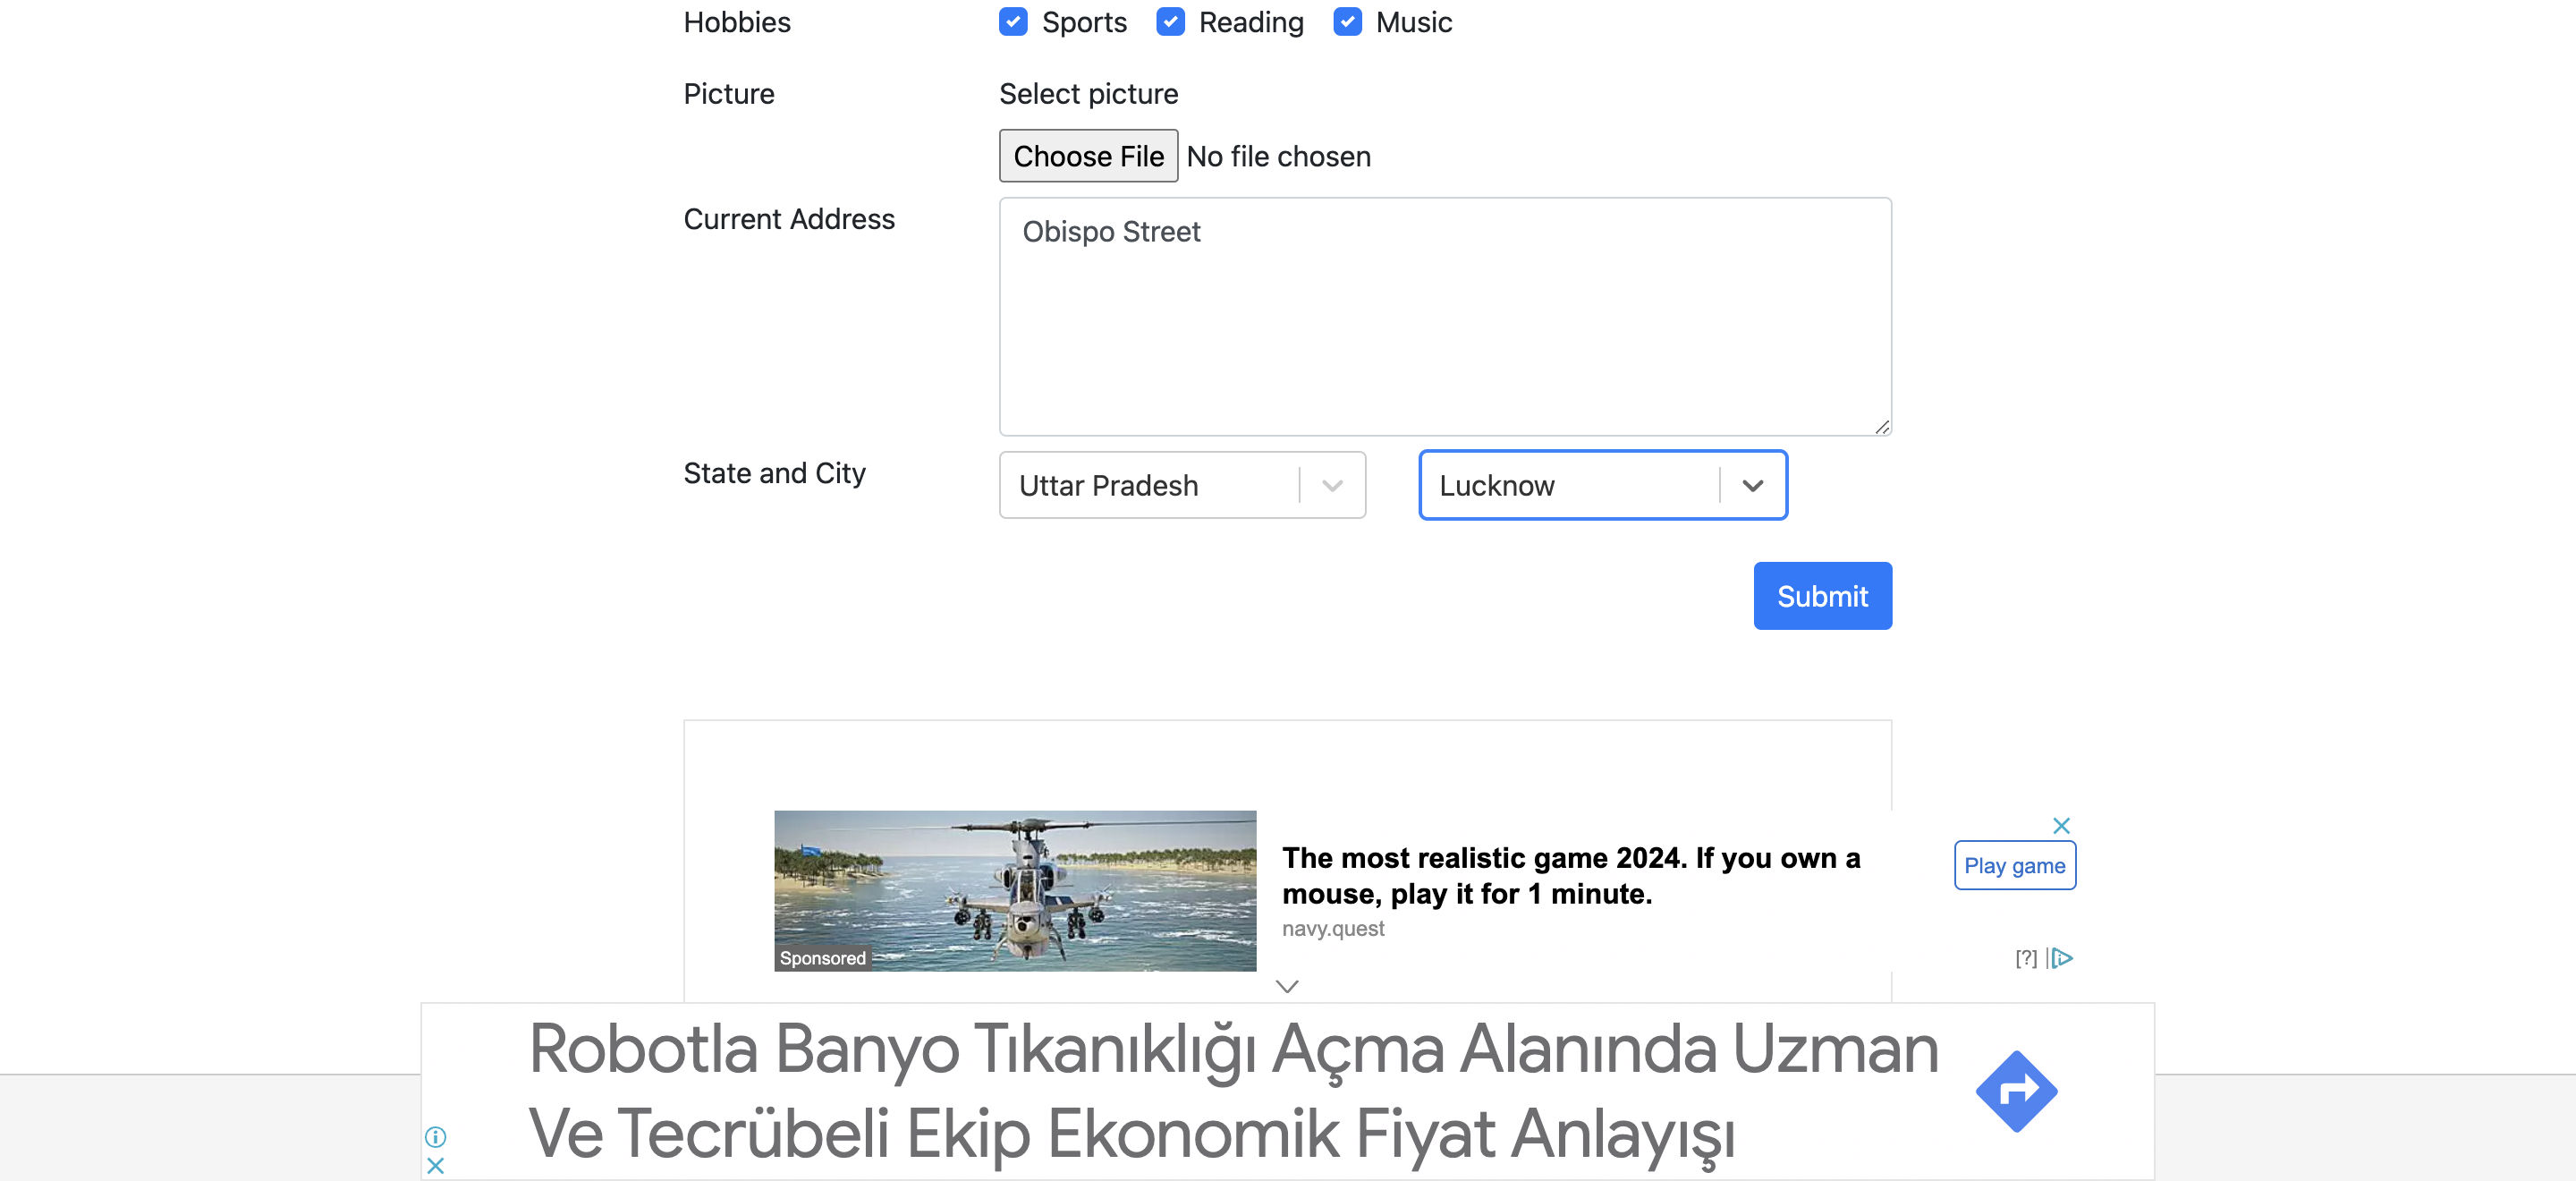 Hobbies Sports Reading Music
Picture Select picture
Choose File No file chosen
Current Address Obispo Street
State and City Uttar Pradesh Lucknow
Submit
The most realistic game 2024. If you own a
mouse, play it for 1 minute.
navy.quest
Play game
Sponsored
[?]
Robotla Banyo Tıkanıklığı Açma Alanında Uzman
Ve Tecrübeli Ekip Ekonomik Fiyat Anlayışı